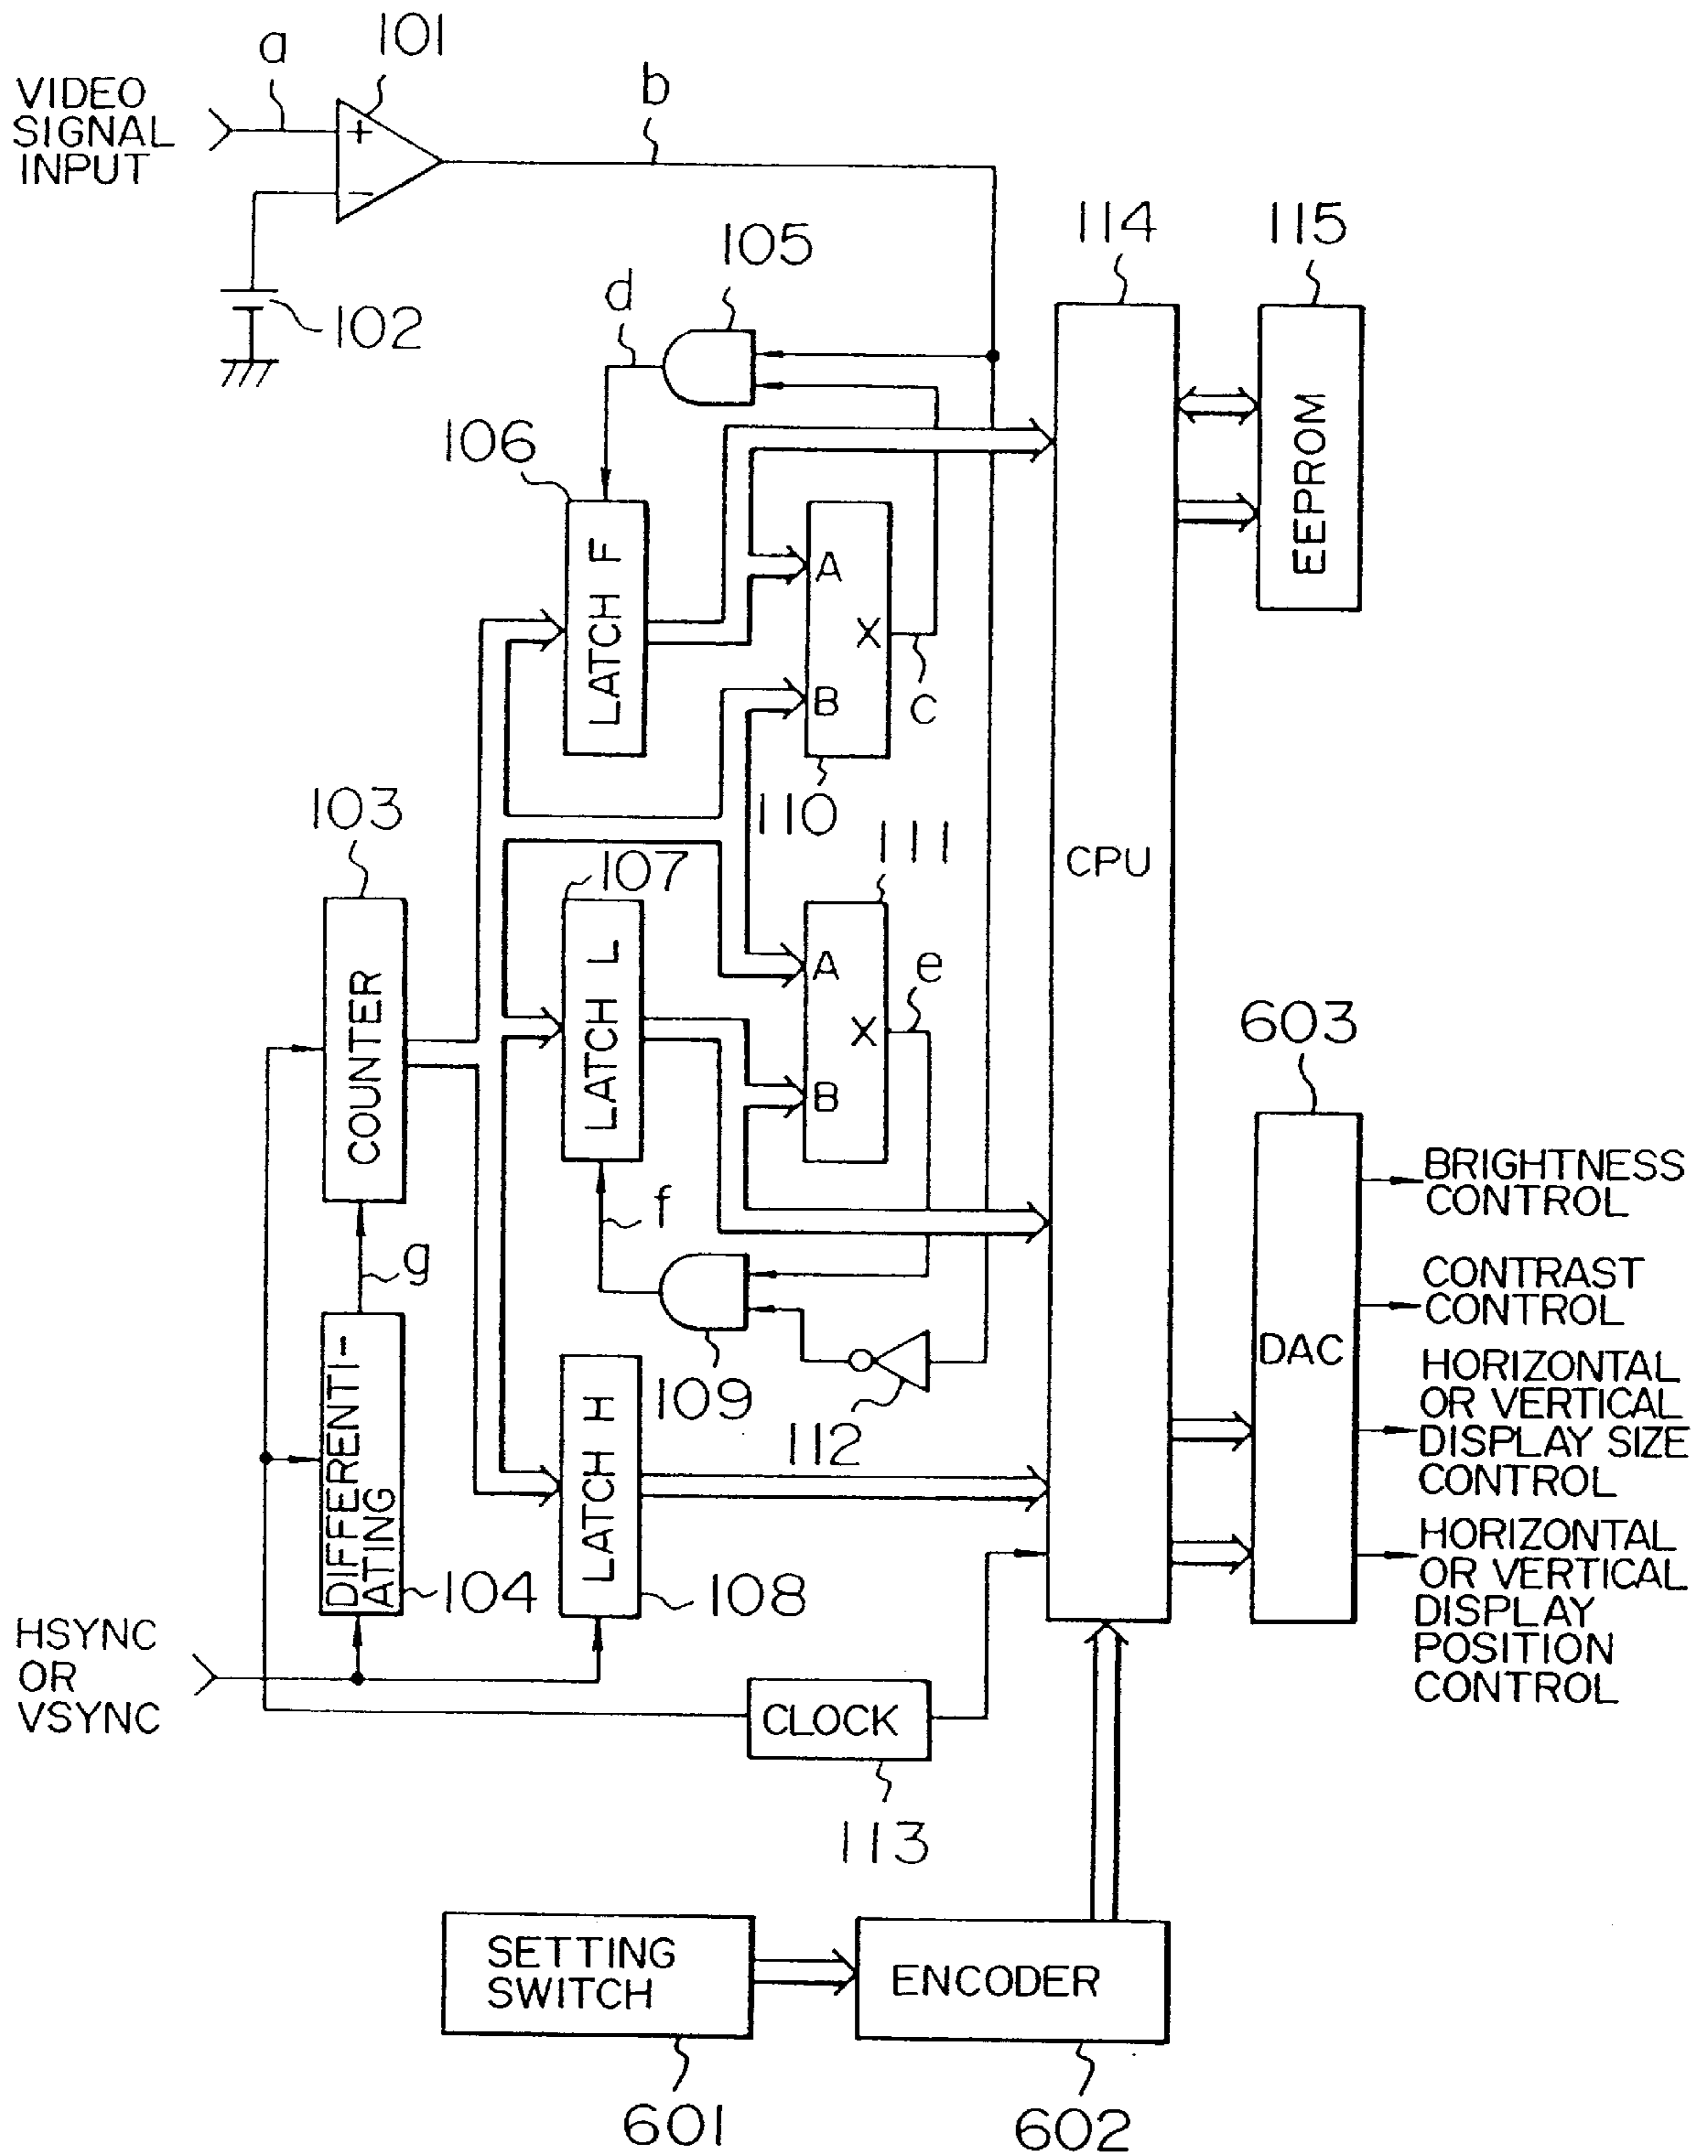 a
101
VIDEO
SIGNAL
INPUT
+
−
b
102
105
d
114
115
106
LATCH F
A
X
B
c
110
EEPROM
103
107
111
CPU
COUNTER
LATCH L
A
X
B
e
603
g
f
109
112
DIFFERENTI-
ATING
104
LATCH H
108
DAC
BRIGHTNESS
CONTROL
CONTRAST
CONTROL
HORIZONTAL
OR VERTICAL
DISPLAY SIZE
CONTROL
HORIZONTAL
OR VERTICAL
DISPLAY
POSITION
CONTROL
HSYNC
OR
VSYNC
CLOCK
113
SETTING
SWITCH
ENCODER
601
602